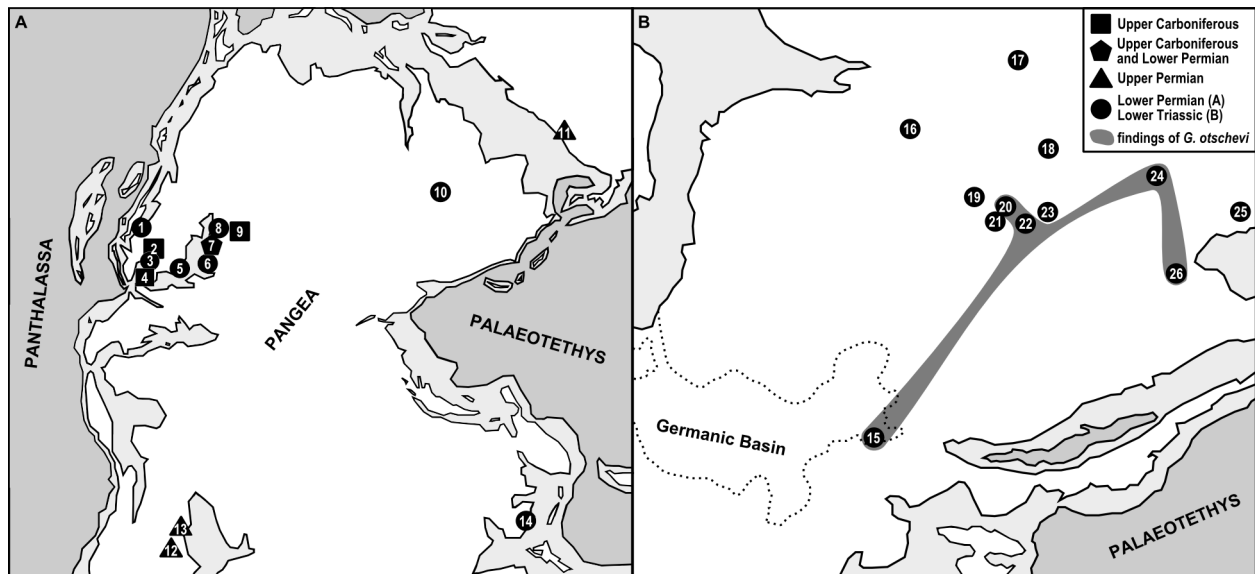 A
PANTHALASSA
PANGEA
PALAEOTETHYS
1
2
3
4
5
6
7
8
9
10
11
12
13
14
B
Upper Carboniferous
Upper Carboniferous
and Lower Permian
Upper Permian
Lower Permian (A)
Lower Triassic (B)
findings of G. otschevi
17
16
18
19
20
21
22
23
24
25
26
15
Germanic Basin
PALAEOTETHYS